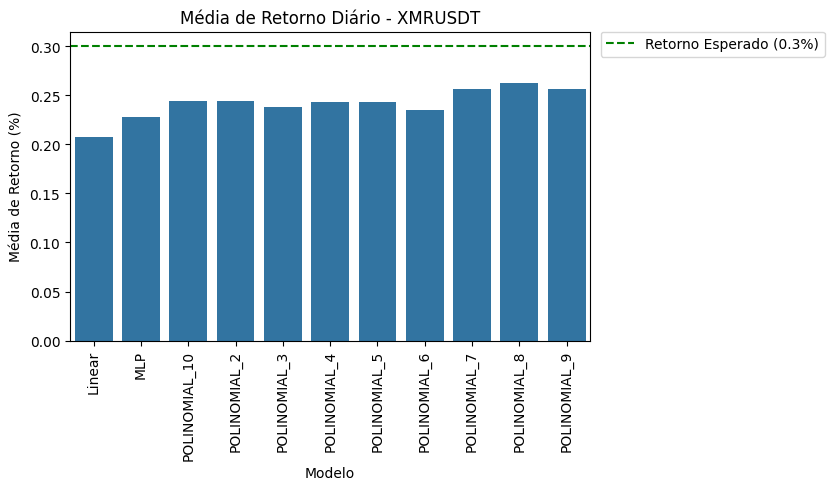 Média de Retorno Diário - XMRUSDT
Retorno Esperado (0.3%)
Média de Retorno (%)
0.30
0.25
0.20
0.15
0.10
0.05
0.00
Linear
MLP
POLINOMIAL_10
POLINOMIAL_2
POLINOMIAL_3
POLINOMIAL_4
POLINOMIAL_5
POLINOMIAL_6
POLINOMIAL_7
POLINOMIAL_8
POLINOMIAL_9
Modelo